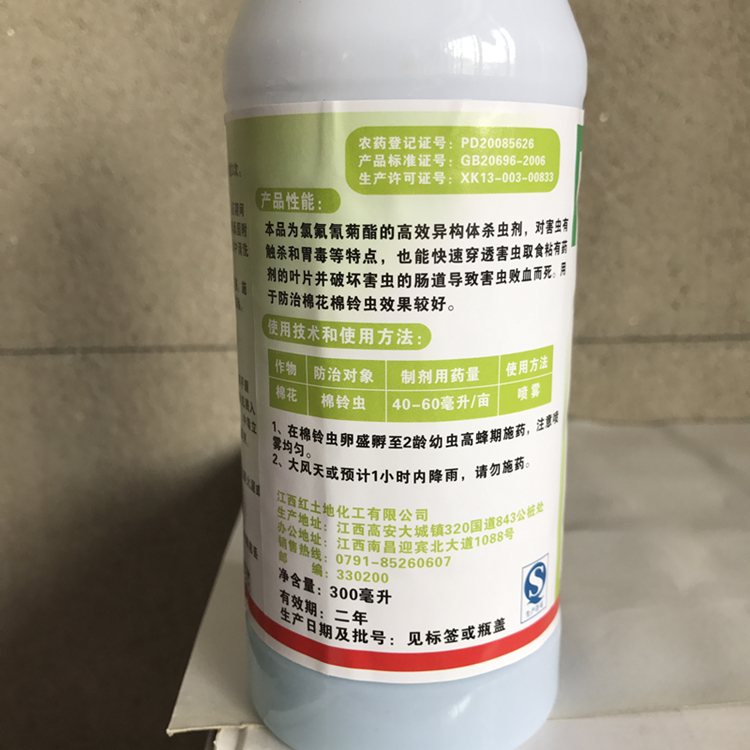 农药登记证号：PD20085626
产品标准证号：GB20696-2006
生产许可证号：XK13-003-00833
产品性能：
本品为氯氟氰菊酯的高效异构体杀虫剂，对害虫有
触杀和胃毒等特点，也能快速穿透害虫取食粘有药
剂的叶片并破坏害虫的肠道导致害虫败血而死。用
于防治棉花棉铃虫效果较好。
使用技术和使用方法：
作物 防治对象 制剂用药量 使用方法
棉花 棉铃虫 40-60毫升/亩 喷雾
1、在棉铃虫卵盛孵至2龄幼虫高蜂期施药，注意喷
雾均匀。
2、大风天或预计1小时内降雨，请勿施药。
江西红土地化工有限公司
生产地址：江西高安大城镇320国道843公桩处
办公地址：江西南昌迎宾北大道1088号
销售热线：0791-85260607
邮 编：330200
净含量：300毫升
有效期：二年
生产日期及批号：见标签或瓶盖